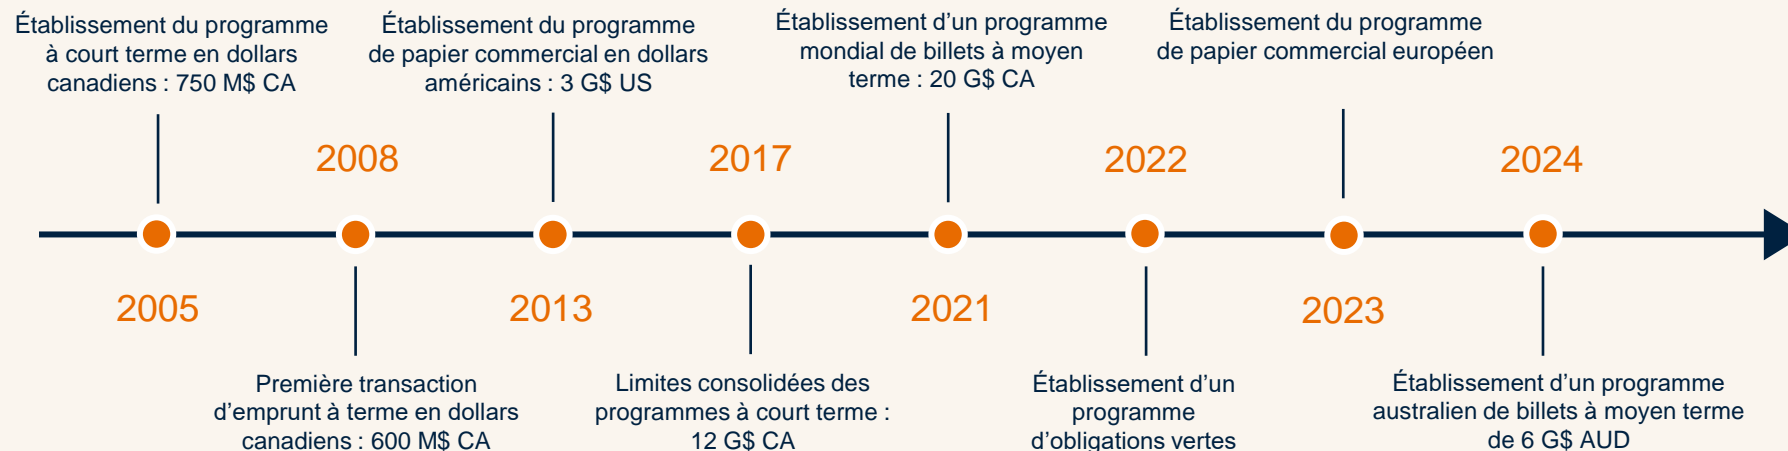 Établissement du programme
à court terme en dollars
canadiens : 750 M$ CA
Établissement du programme
de papier commercial en dollars
américains : 3 G$ US
Établissement d’un programme
mondial de billets à moyen
terme : 20 G$ CA
Établissement du programme
de papier commercial européen
2008
2017
2022
2024
2005
2013
2021
2023
Première transaction
d’emprunt à terme en dollars
canadiens : 600 M$ CA
Limites consolidées des
programmes à court terme :
12 G$ CA
Établissement d’un
programme
d’obligations vertes
Établissement d’un programme
australien de billets à moyen terme
de 6 G$ AUD